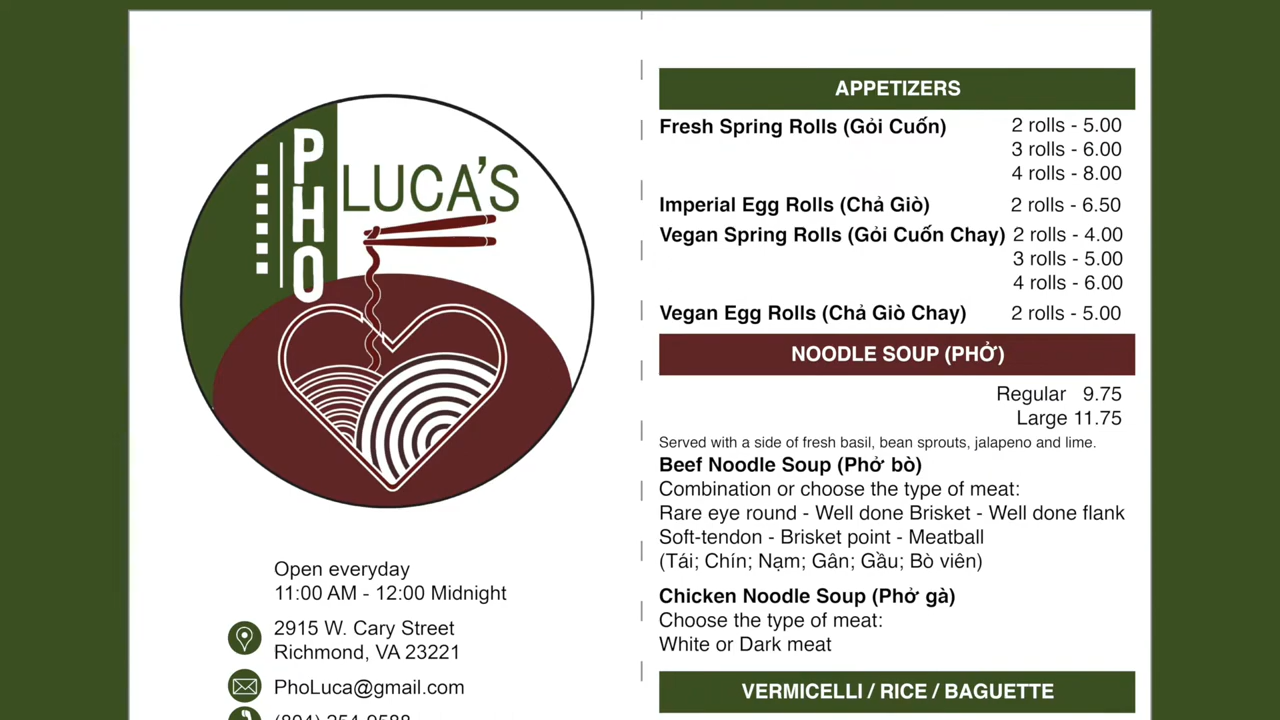 PHO
LUCA'S
Open everyday
11:00 AM - 12:00 Midnight
2915 W. Cary Street
Richmond, VA 23221
PhoLuca@gmail.com
APPETIZERS
Fresh Spring Rolls (Gỏi Cuốn) 2 rolls - 5.00
3 rolls - 6.00
4 rolls - 8.00
Imperial Egg Rolls (Chả Giò) 2 rolls - 6.50
Vegan Spring Rolls (Gỏi Cuốn Chay) 2 rolls - 4.00
3 rolls - 5.00
4 rolls - 6.00
Vegan Egg Rolls (Chả Giò Chay) 2 rolls - 5.00
NOODLE SOUP (PHỞ)
Regular 9.75
Large 11.75
Served with a side of fresh basil, bean sprouts, jalapeno and lime.
Beef Noodle Soup (Phở bò)
Combination or choose the type of meat:
Rare eye round - Well done Brisket - Well done flank
Soft-tendon - Brisket point - Meatball
(Tái; Chín; Nạm; Gân; Gầu; Bò viên)
Chicken Noodle Soup (Phở gà)
Choose the type of meat:
White or Dark meat
VERMICELLI / RICE / BAGUETTE